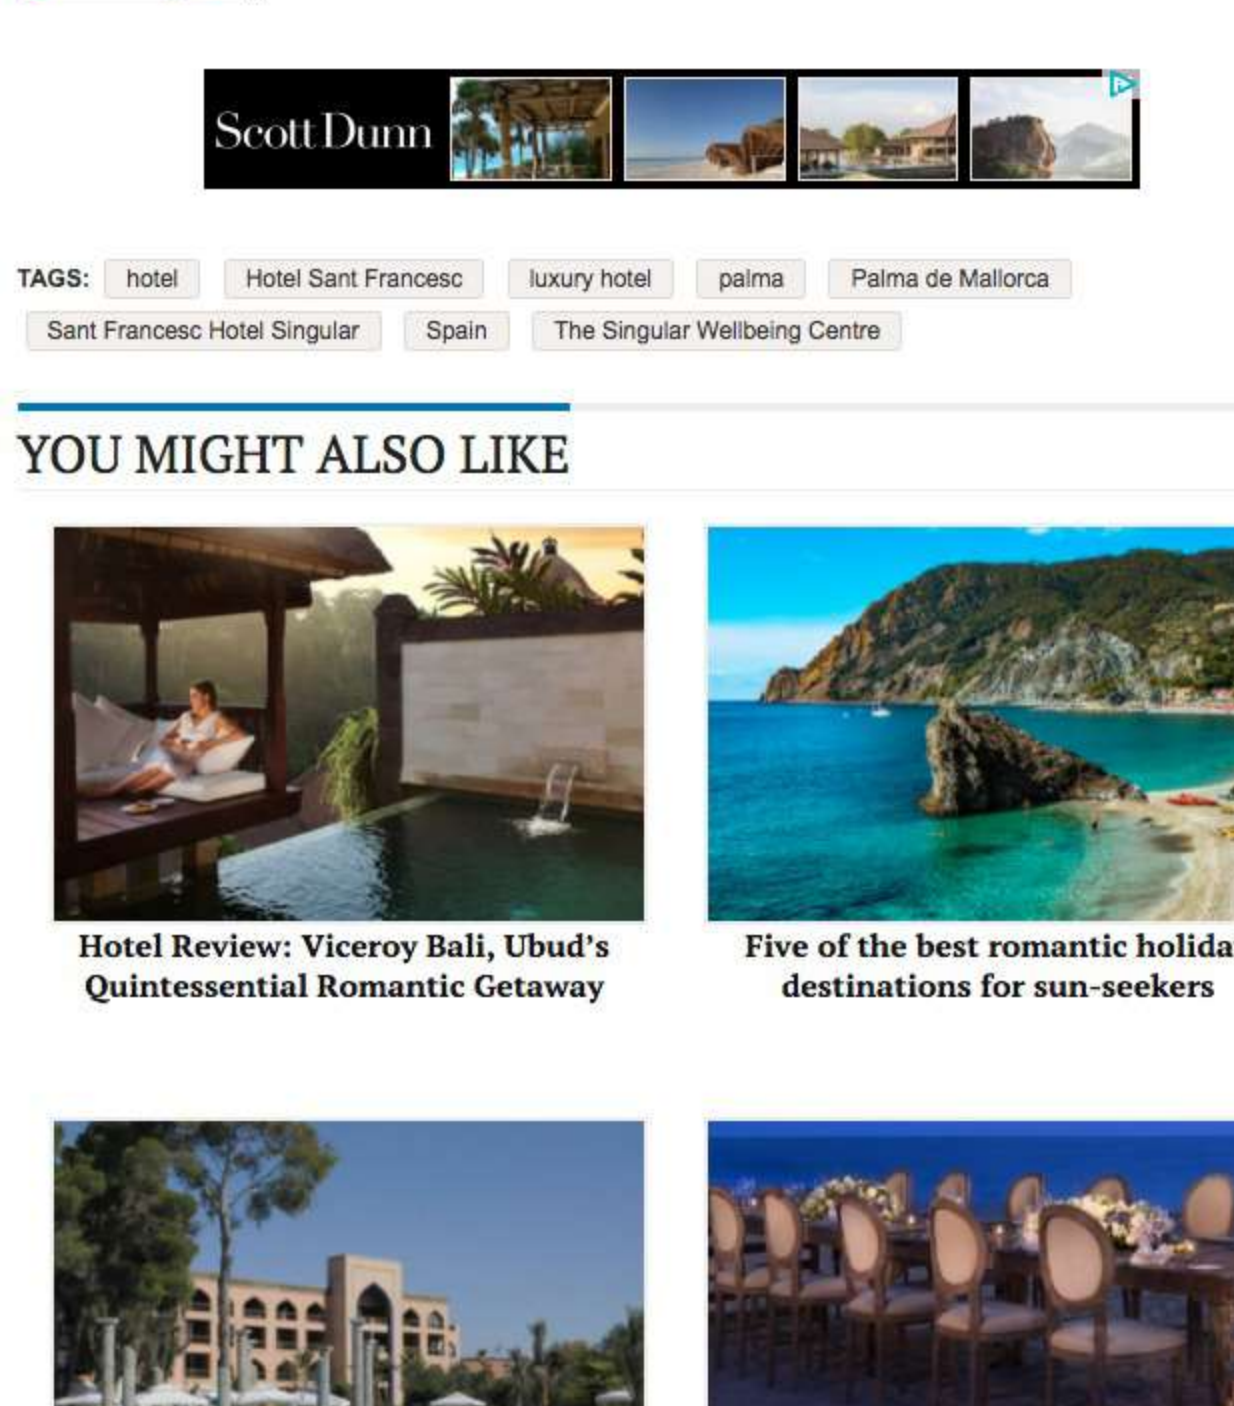 Scott Dunn
TAGS: hotel Hotel Sant Francesc luxury hotel palma Palma de Mallorca
Sant Francesc Hotel Singular Spain The Singular Wellbeing Centre
YOU MIGHT ALSO LIKE
Hotel Review: Viceroy Bali, Ubud’s
Quintessential Romantic Getaway
Five of the best romantic holida
destinations for sun-seekers